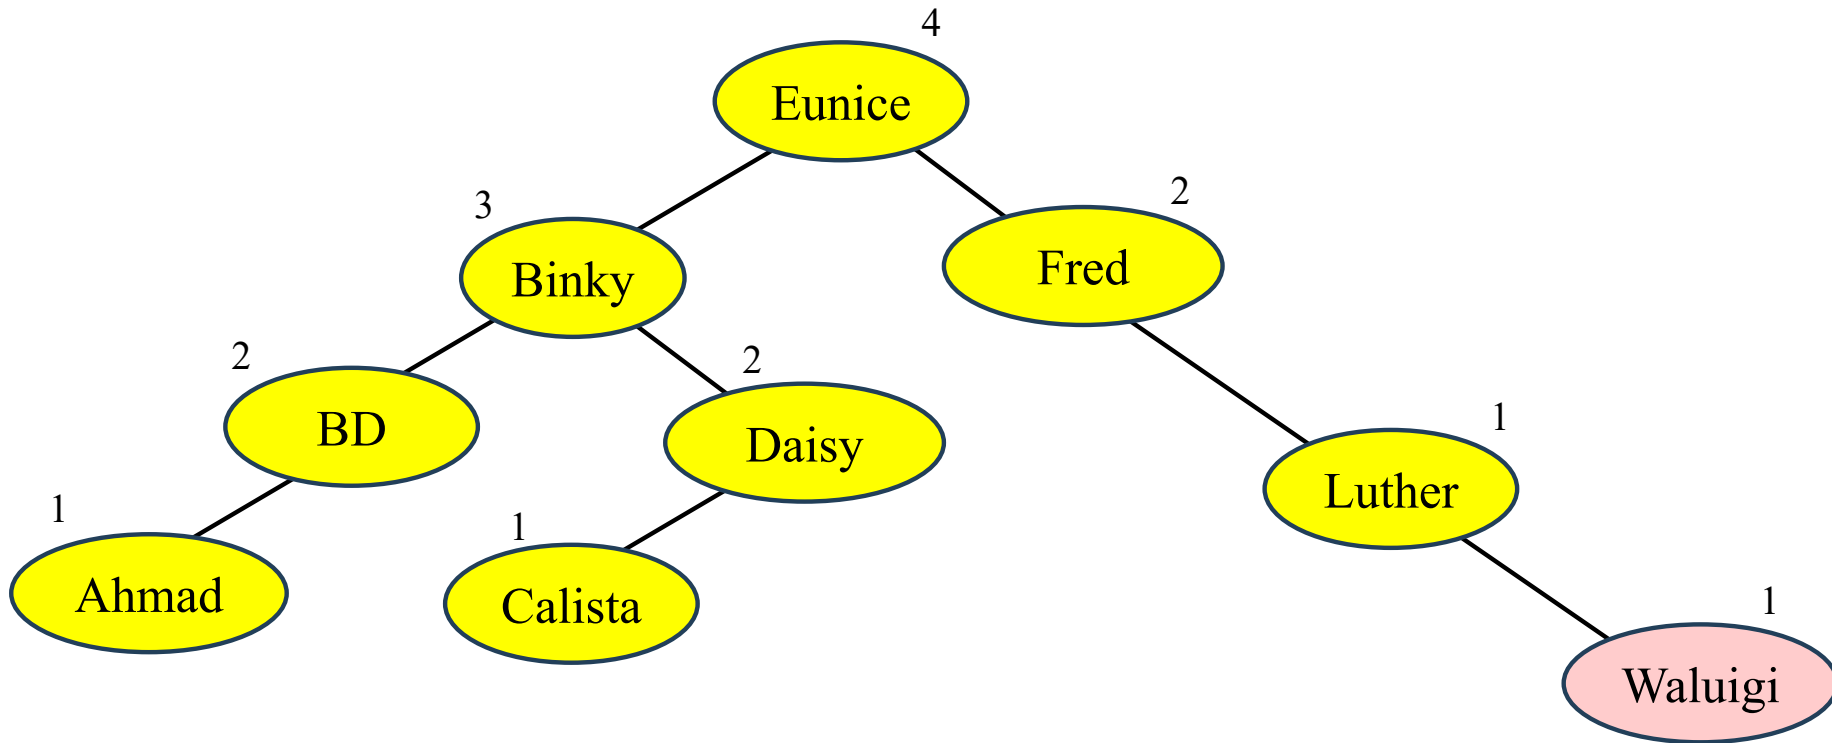 4
Eunice
3
2
Binky
Fred
2
2
BD
Daisy
1
Luther
1
1
Ahmad
Calista
1
Waluigi